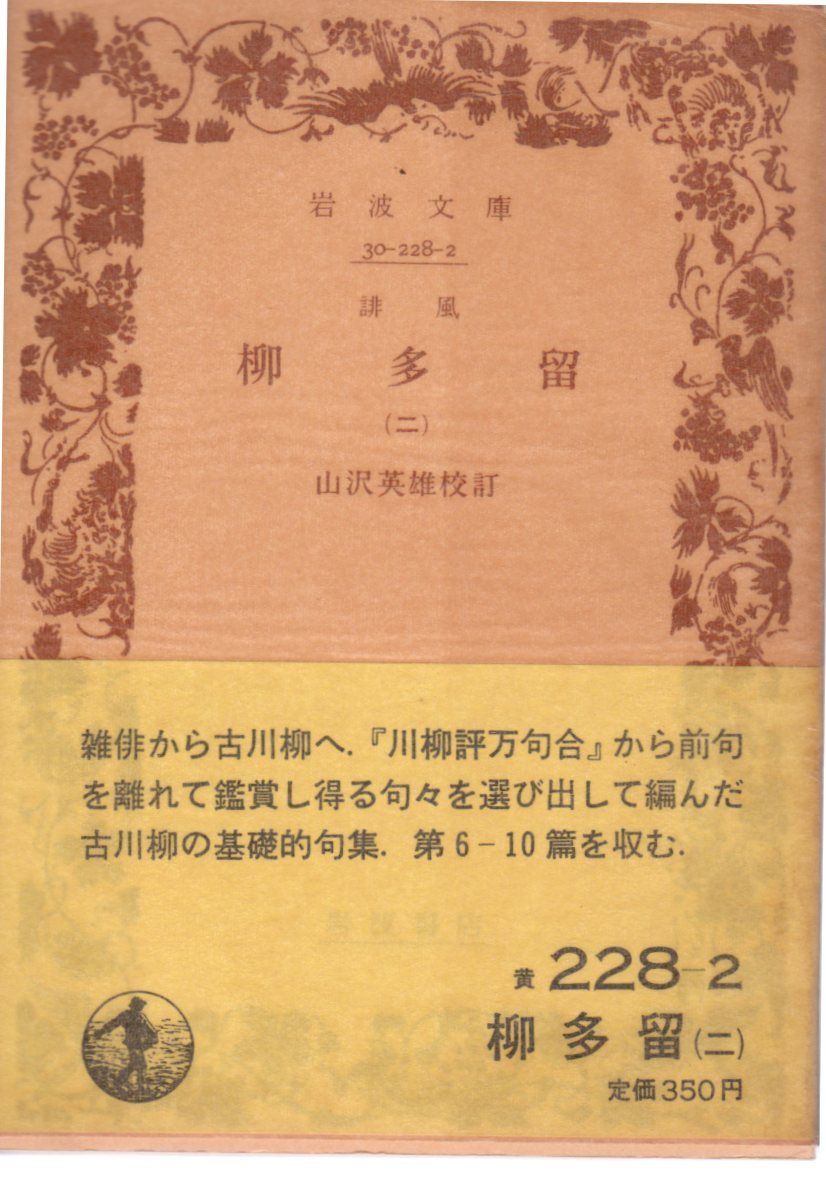 岩波文庫
30-228-2
誹風
柳多留
(二)
山沢英雄校訂
雑俳から古川柳へ.『川柳評万句合』から前句
を離れて鑑賞し得る句々を選び出して編んだ
古川柳の基礎的句集. 第6-10篇を収む.
黄 228-2
柳多留(二)
定価350円